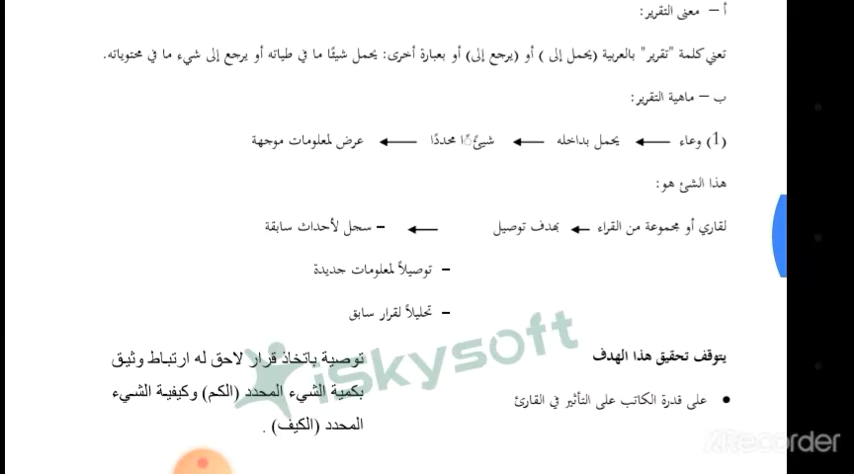 أ – معنى التقرير:
تعني كلمة "تقرير" بالعربية (يحمل إلى ) أو (يرجع إلى) أو بعبارة أخرى: يحمل شيئًا ما في طياته أو يرجع إلى شيء ما في محتوياته.
ب – ماهية التقرير:
(1) وعاء ← يحمل بداخله ← شيئًا محددًا ← عرض لمعلومات موجهة
هذا الشئ هو:
لقاري أو مجموعة من القراء ← بهدف توصيل ← – سجل لأحداث سابقة
– توصيلاً لمعلومات جديدة
– تحليلاً لقرار سابق
يتوقف تحقيق هذا الهدف
• على قدرة الكاتب على التأثير في القارئ
توصية باتخاذ قرار لاحق له ارتباط وثيق
بكمية الشيء المحدد (الكم) وكيفية الشيء
المحدد (الكيف) .
iskysoft
AZ Recorder